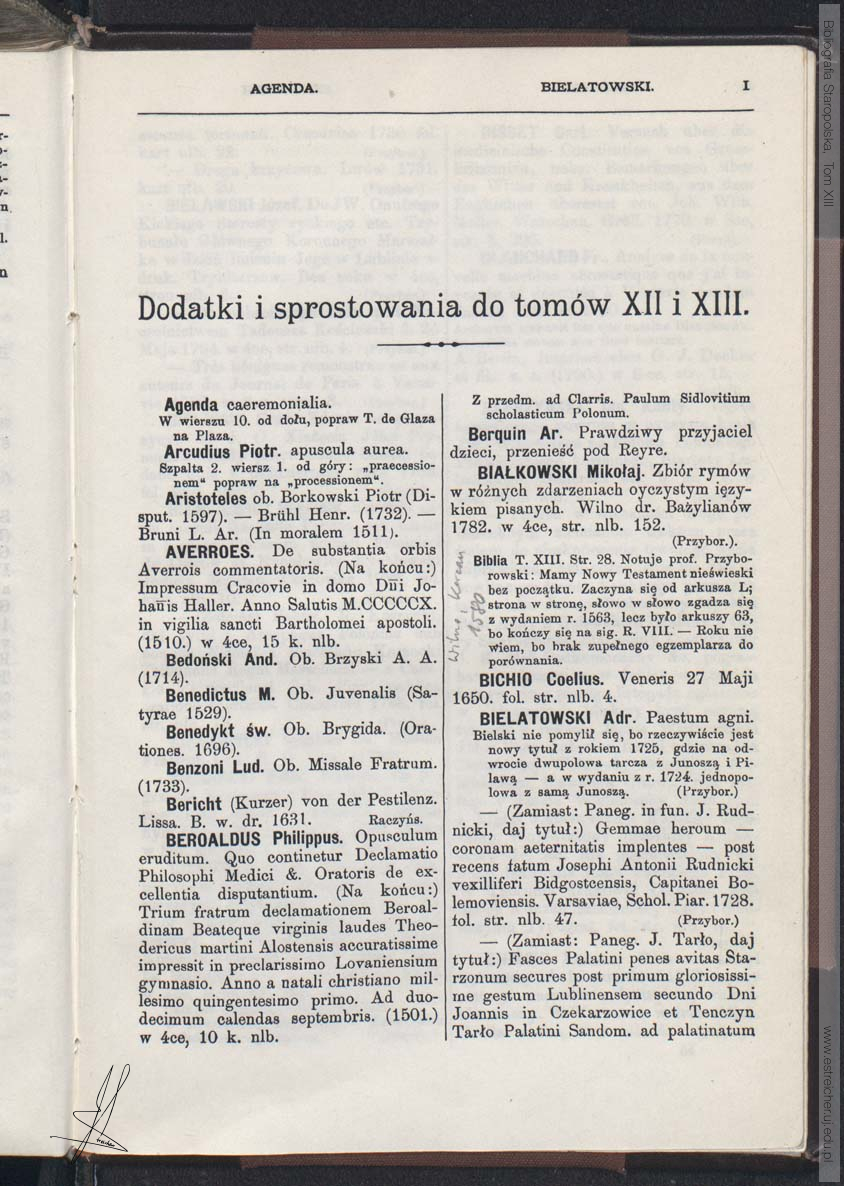 AGENDA. BIELATOWSKI. I
Dodatki i sprostowania do tomów XII i XIII.
Agenda caeremonialia.
W wierszu 10. od dołu, popraw T. de Glaza
na Plaza.
Arcudius Piotr. apuscula aurea.
Szpalta 2. wiersz 1. od góry: „praecessio-
nem" popraw na „processionem".
Aristoteles ob. Borkowski Piotr (Di-
sput. 1597). — Brühl Henr. (1732). —
Bruni L. Ar. (In moralem 1511).
AVERROES. De substantia orbis
Averrois commentatoris. (Na końcu:)
Impressum Cracovie in domo Dūi Jo-
haūis Haller. Anno Salutis M.CCCCCX.
in vigilia sancti Bartholomei apostoli.
(1510.) w 4ce, 15 k. nlb.
Bedoński And. Ob. Brzyski A. A.
(1714).
Benedictus M. Ob. Juvenalis (Sa-
tyrae 1529).
Benedykt św. Ob. Brygida. (Ora-
tiones. 1696).
Benzoni Lud. Ob. Missale Fratrum.
(1733).
Bericht (Kurzer) von der Pestilenz.
Lissa. B. w. dr. 1631. Raczyńs.
BEROALDUS Philippus. Opusculum
eruditum. Quo continetur Declamatio
Philosophi Medici &. Oratoris de ex-
cellentia disputantium. (Na końcu:)
Trium fratrum declamationem Beroal-
dinam Beateque virginis laudes Theo-
dericus martini Alostensis accuratissime
impressit in preclarissimo Lovaniensium
gymnasio. Anno a natali christiano mil-
lesimo quingentesimo primo. Ad duo-
decimum calendas septembris. (1501.)
w 4ce, 10 k. nlb.
Z przedm. ad Clarris. Paulum Sidlovitium
scholasticum Polonum.
Berquin Ar. Prawdziwy przyjaciel
dzieci, przenieść pod Reyre.
BIAŁKOWSKI Mikołaj. Zbiór rymów
w różnych zdarzeniach oyczystym ięzy-
kiem pisanych. Wilno dr. Bażylianów
1782. w 4ce, str. nlb. 152.
(Przybor.).
Biblia T. XIII. Str. 28. Notuje prof. Przybo-
rowski: Mamy Nowy Testament nieświeski
bez początku. Zaczyna się od arkusza L;
strona w stronę, słowo w słowo zgadza się
z wydaniem r. 1563, lecz było arkuszy 63,
bo kończy się na sig. R. VIII. — Roku nie
wiem, bo brak zupełnego egzemplarza do
porównania.
Wilno,
1580
BICHIO Coelius. Veneris 27 Maji
1650. fol. str. nlb. 4.
BIELATOWSKI Adr. Paestum agni.
Bielski nie pomylił się, bo rzeczywiście jest
nowy tytuł z rokiem 1725, gdzie na od-
wrocie dwupolowa tarcza z Junoszą i Pi-
lawą — a w wydaniu z r. 1724. jednopo-
lowa z samą Junoszą. (Przybor.)
— (Zamiast: Paneg. in fun. J. Rud-
nicki, daj tytuł:) Gemmae heroum —
coronam aeternitatis implentes — post
recens fatum Josephi Antonii Rudnicki
vexilliferi Bidgostcensis, Capitanei Bo-
lemoviensis. Varsaviae, Schol. Piar. 1728.
fol. str. nlb. 47. (Przybor.)
— (Zamiast: Paneg. J. Tarło, daj
tytuł:) Fasces Palatini penes avitas Sta-
rzonum secures post primum gloriosissi-
me gestum Lublinensem secundo Dni
Joannis in Czekarzowice et Tenczyn
Tarło Palatini Sandom. ad palatinatum
Bibliografia Staropolska, Tom XIII
www.estreicher.uj.edu.pl